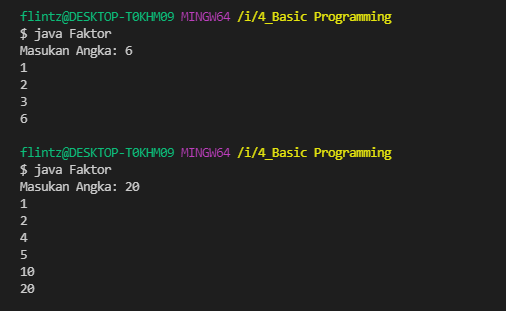 flintz@DESKTOP-T0KHM09 MINGW64 /i/4_Basic Programming
$ java Faktor
Masukan Angka: 6
1
2
3
6
flintz@DESKTOP-T0KHM09 MINGW64 /i/4_Basic Programming
$ java Faktor
Masukan Angka: 20
1
2
4
5
10
20